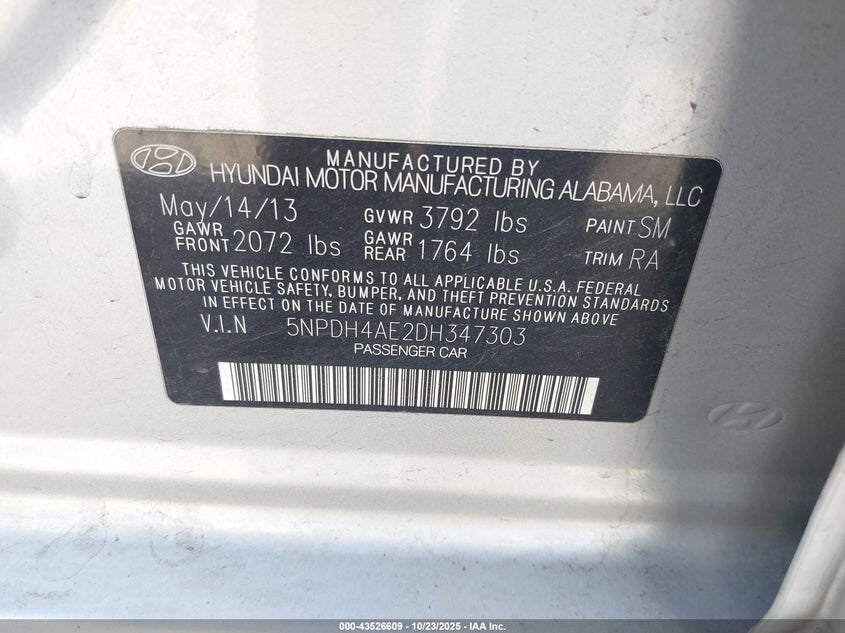 MANUFACTURED BY
HYUNDAI MOTOR MANUFACTURING ALABAMA, LLC
May/14/13 GVWR 3792 lbs PAINT SM
GAWR FRONT 2072 lbs GAWR REAR 1764 lbs TRIM RA
THIS VEHICLE CONFORMS TO ALL APPLICABLE U.S.A. FEDERAL
MOTOR VEHICLE SAFETY, BUMPER, AND THEFT PREVENTION STANDARDS
IN EFFECT ON THE DATE OF MANUFACTURE SHOWN ABOVE
V.I.N 5NPDH4AE2DH347303
PASSENGER CAR
000-43526609 | 10/23/2025 - IAA Inc.